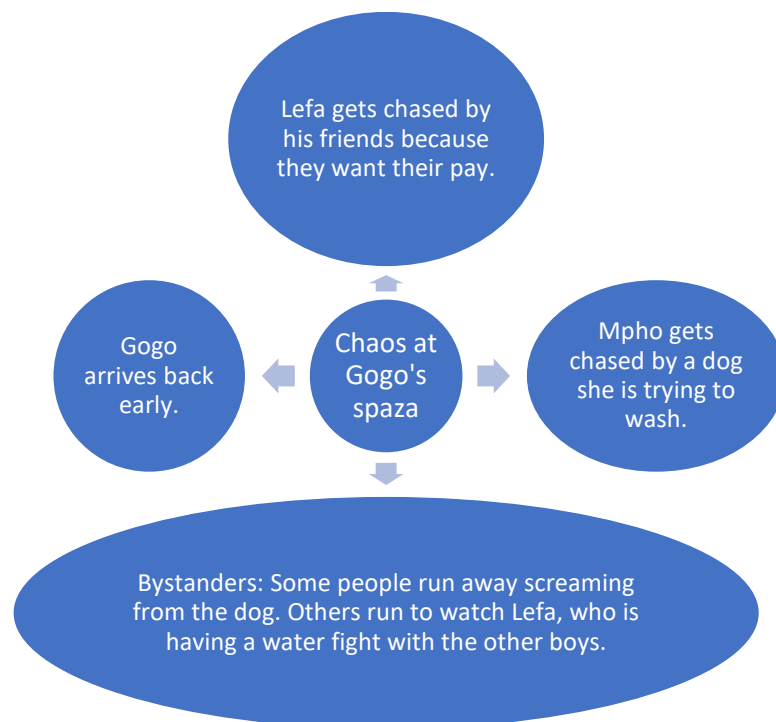 Lefa gets chased by
his friends because
they want their pay.
Gogo
arrives back
early.
Chaos at
Gogo's
spaza
Mpho gets
chased by a dog
she is trying to
wash.
Bystanders: Some people run away screaming
from the dog. Others run to watch Lefa, who is
having a water fight with the other boys.